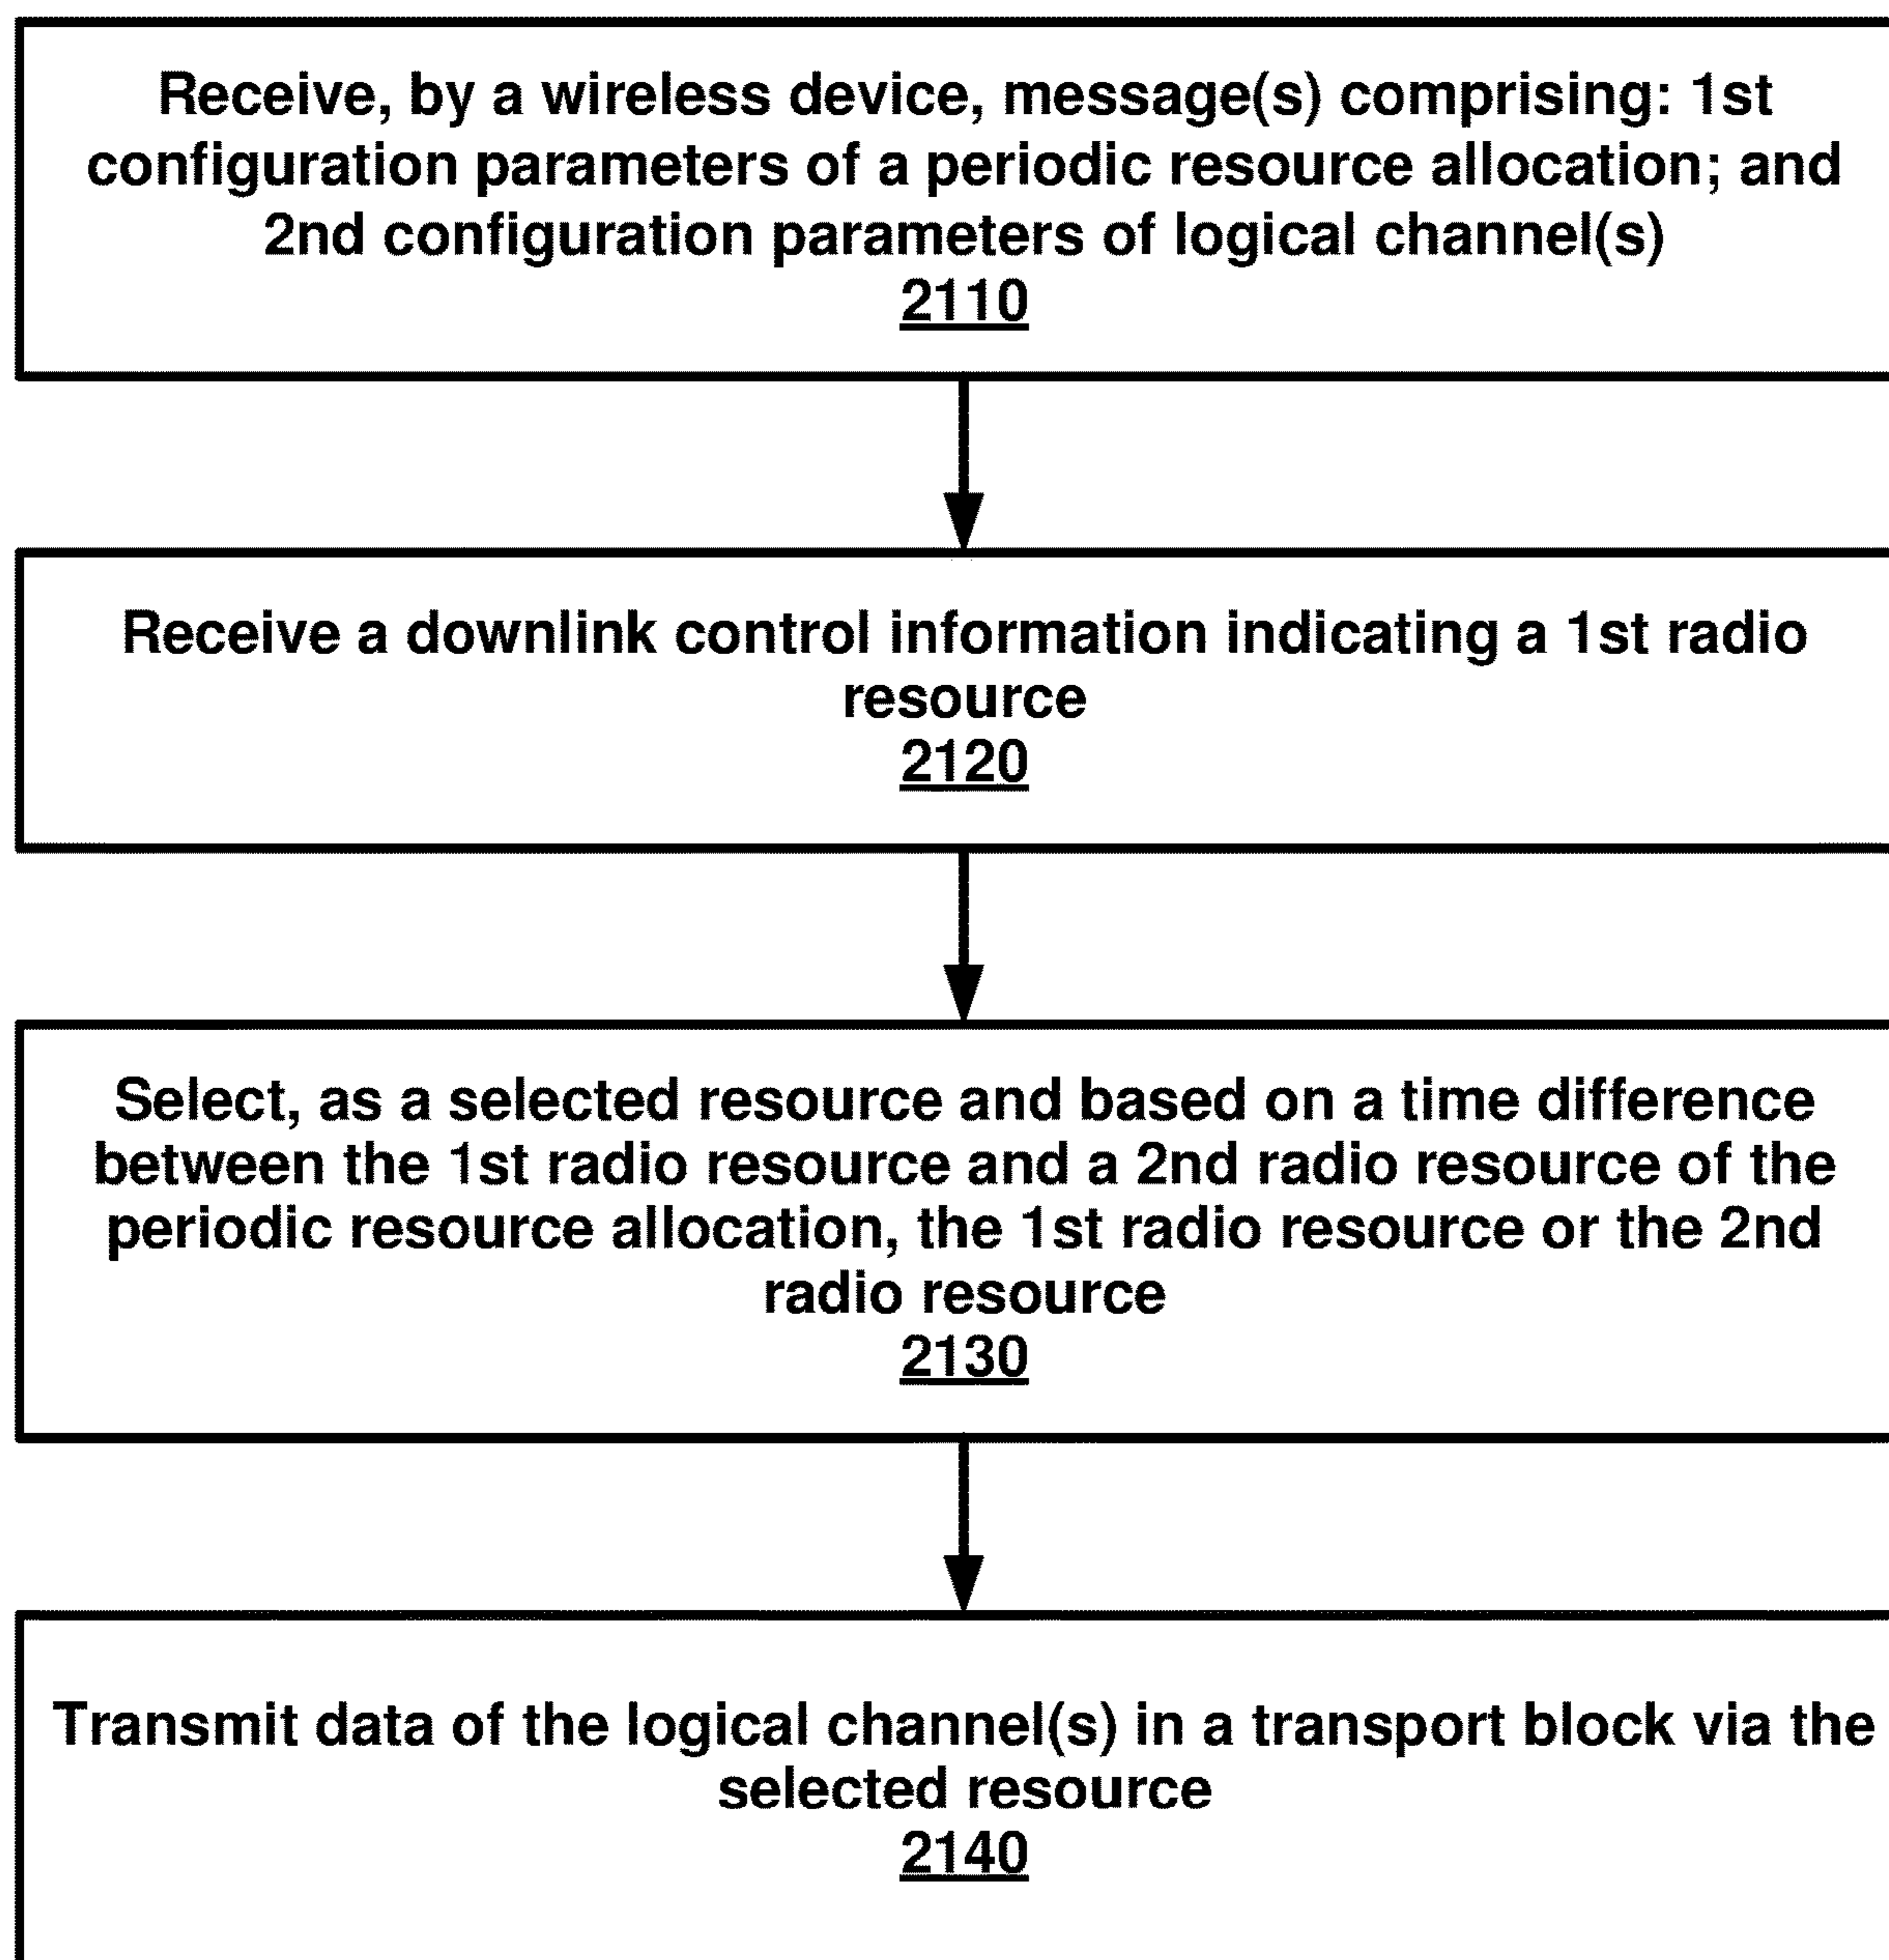 Receive, by a wireless device, message(s) comprising: 1st
configuration parameters of a periodic resource allocation; and
2nd configuration parameters of logical channel(s)
2110
Receive a downlink control information indicating a 1st radio
resource
2120
Select, as a selected resource and based on a time difference
between the 1st radio resource and a 2nd radio resource of the
periodic resource allocation, the 1st radio resource or the 2nd
radio resource
2130
Transmit data of the logical channel(s) in a transport block via the
selected resource
2140